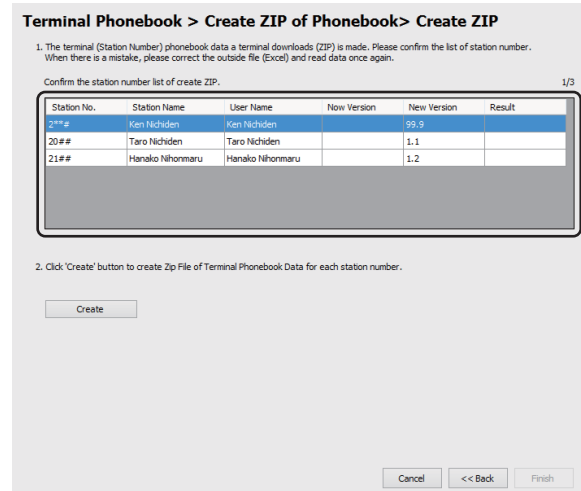 Terminal Phonebook > Create ZIP of Phonebook> Create ZIP
1. The terminal (Station Number) phonebook data a terminal downloads (ZIP) is made. Please confirm the list of station number.
When there is a mistake, please correct the outside file (Excel) and read data once again.
Confirm the station number list of create ZIP. 1/3
Station No. Station Name User Name Now Version New Version Result
2**# Ken Nichiden Ken Nichiden 99.9
20## Taro Nichiden Taro Nichiden 1.1
21## Hanako Nihonmaru Hanako Nihonmaru 1.2
2. Click 'Create' button to create Zip File of Terminal Phonebook Data for each station number.
Create
Cancel << Back Finish